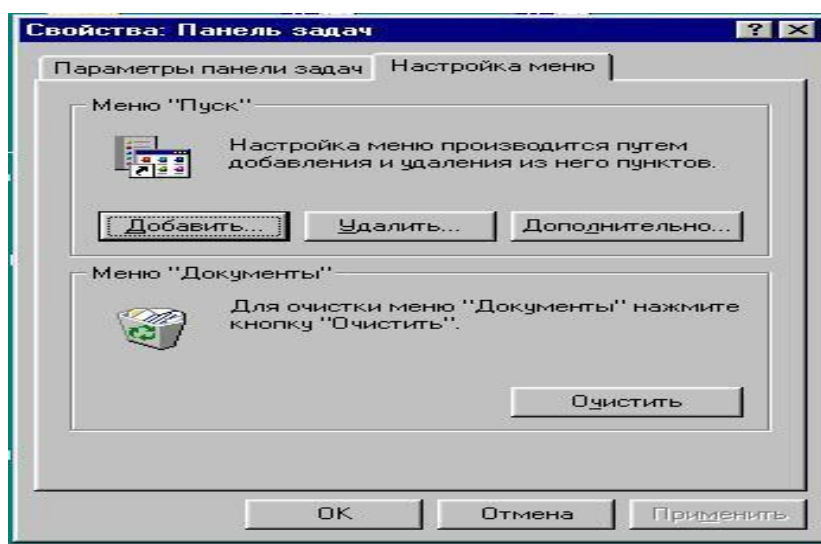 Свойства: Панель задач
Параметры панели задач Настройка меню
Меню "Пуск"
Настройка меню производится путем
добавления и удаления из него пунктов.
Добавить... Удалить... Дополнительно...
Меню "Документы"
Для очистки меню "Документы" нажмите
кнопку "Очистить".
Очистить
ОК Отмена Применить